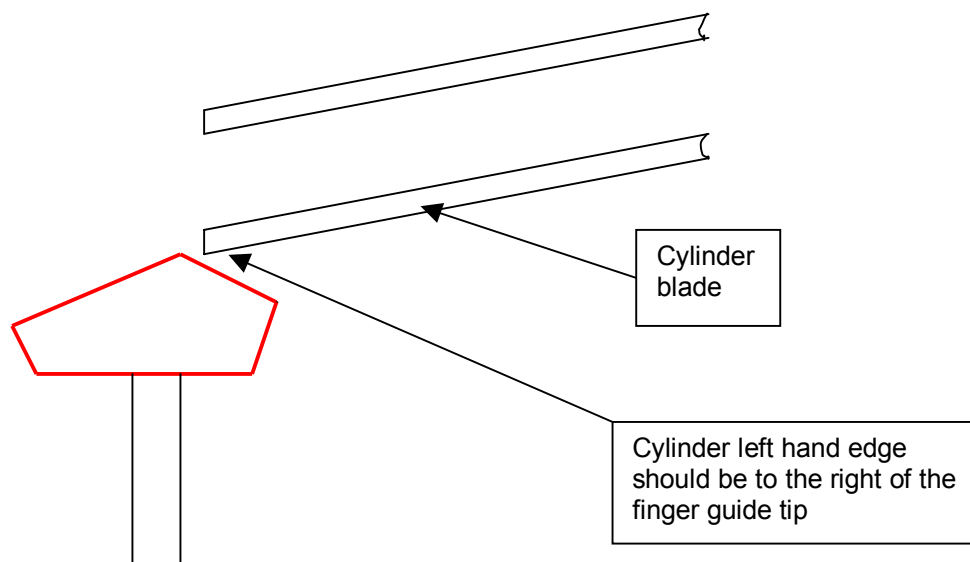 Cylinder
blade
Cylinder left hand edge
should be to the right of the
finger guide tip